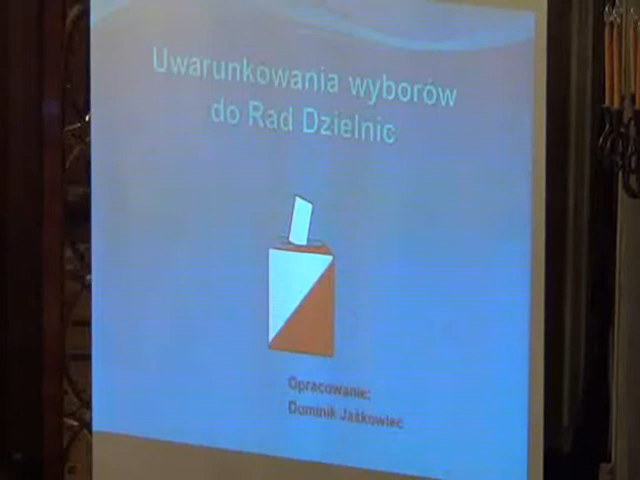 Uwarunkowania wyborów
do Rad Dzielnic
Opracowanie:
Dominik Jaśkowiec